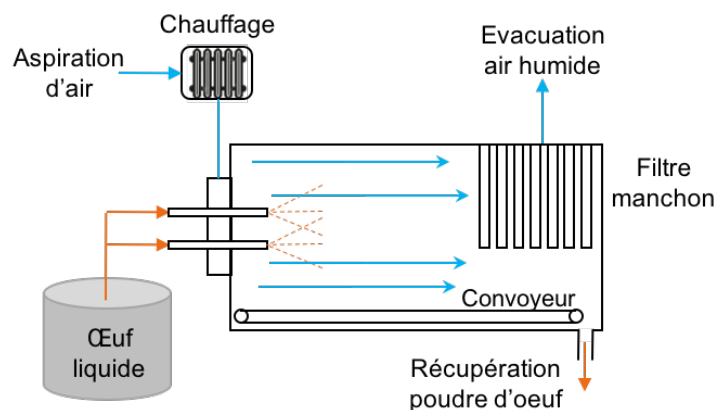 Chauffage
Aspiration
d'air
Evacuation
air humide
Filtre
manchon
Convoyeur
Œuf
liquide
Récupération
poudre d'oeuf